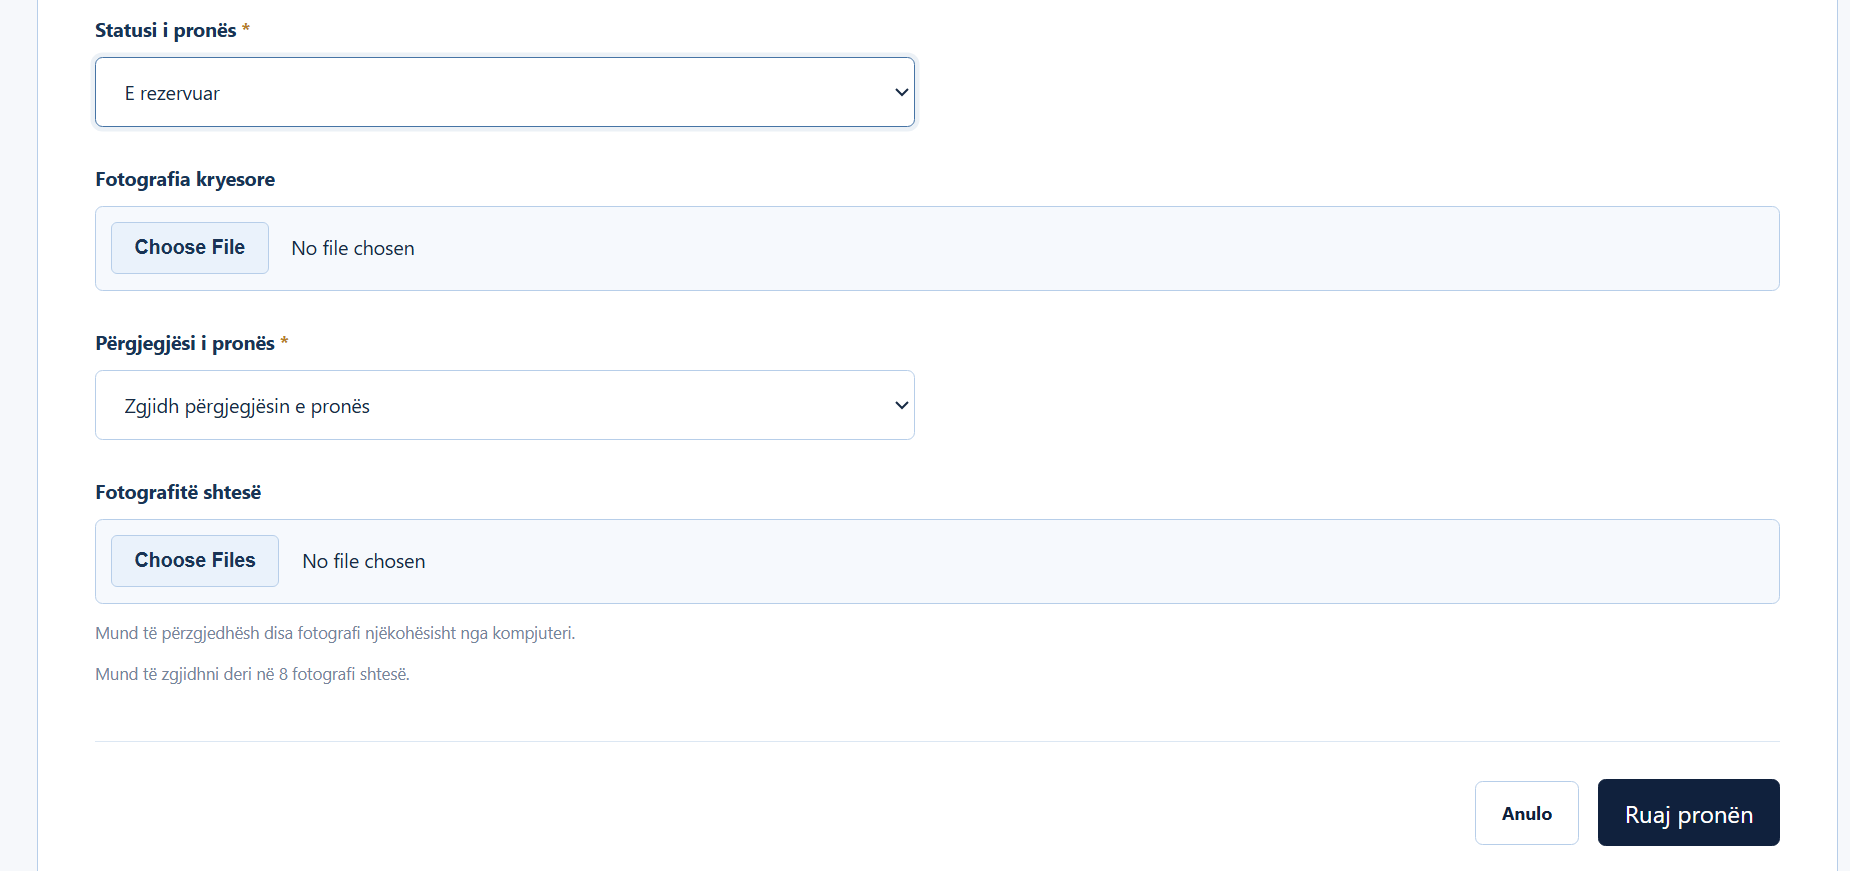 Statusi i pronës *
E rezervuar
Fotografia kryesore
Choose File No file chosen
Përgjegjësi i pronës *
Zgjidh përgjegjësin e pronës
Fotografitë shtesë
Choose Files No file chosen
Mund të përzgjedhësh disa fotografi njëkohësisht nga kompjuteri.
Mund të zgjidhni deri në 8 fotografi shtesë.
Anulo Ruaj pronën